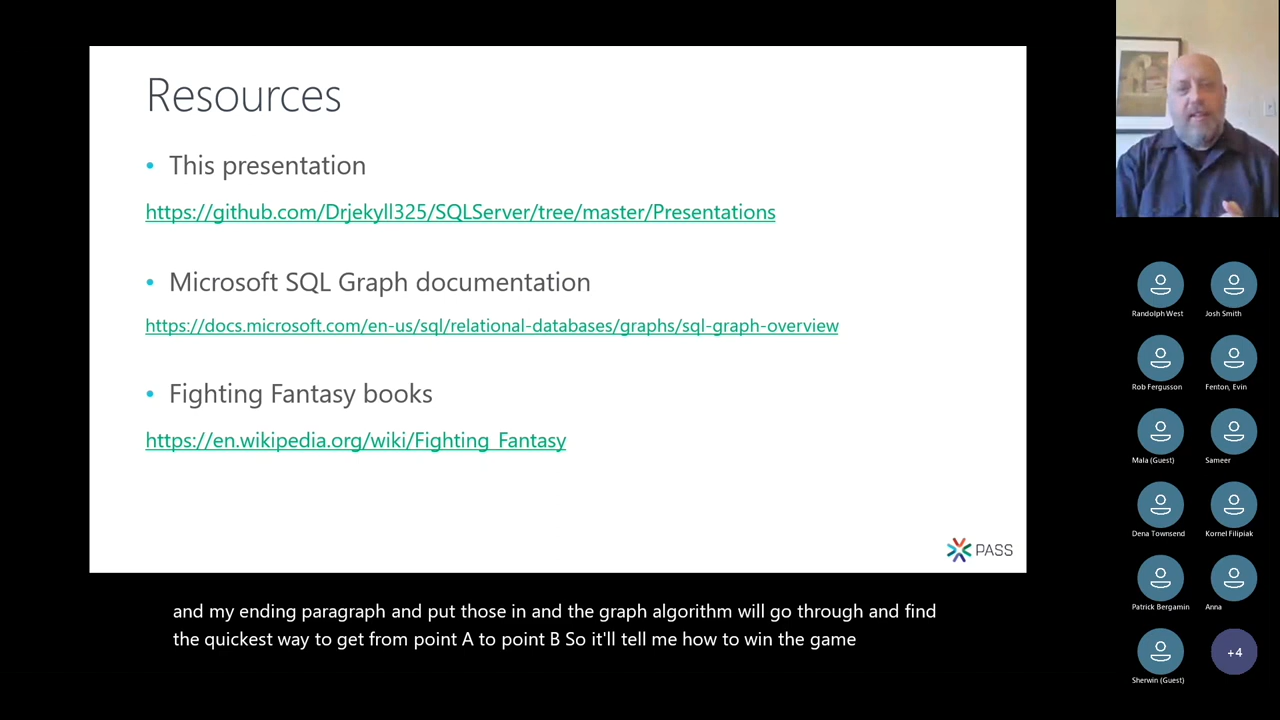 Resources
• This presentation
https://github.com/Drjekyll325/SQLServer/tree/master/Presentations
• Microsoft SQL Graph documentation
https://docs.microsoft.com/en-us/sql/relational-databases/graphs/sql-graph-overview
• Fighting Fantasy books
https://en.wikipedia.org/wiki/Fighting_Fantasy
PASS
and my ending paragraph and put those in and the graph algorithm will go through and find
the quickest way to get from point A to point B So it'll tell me how to win the game
Randolph West
Josh Smith
Rob Fergusson
Fenton, Evin
Mala (Guest)
Sameer
Dena Townsend
Kornel Filipiak
Patrick Bergamin
Anna
Sherwin (Guest)
+4